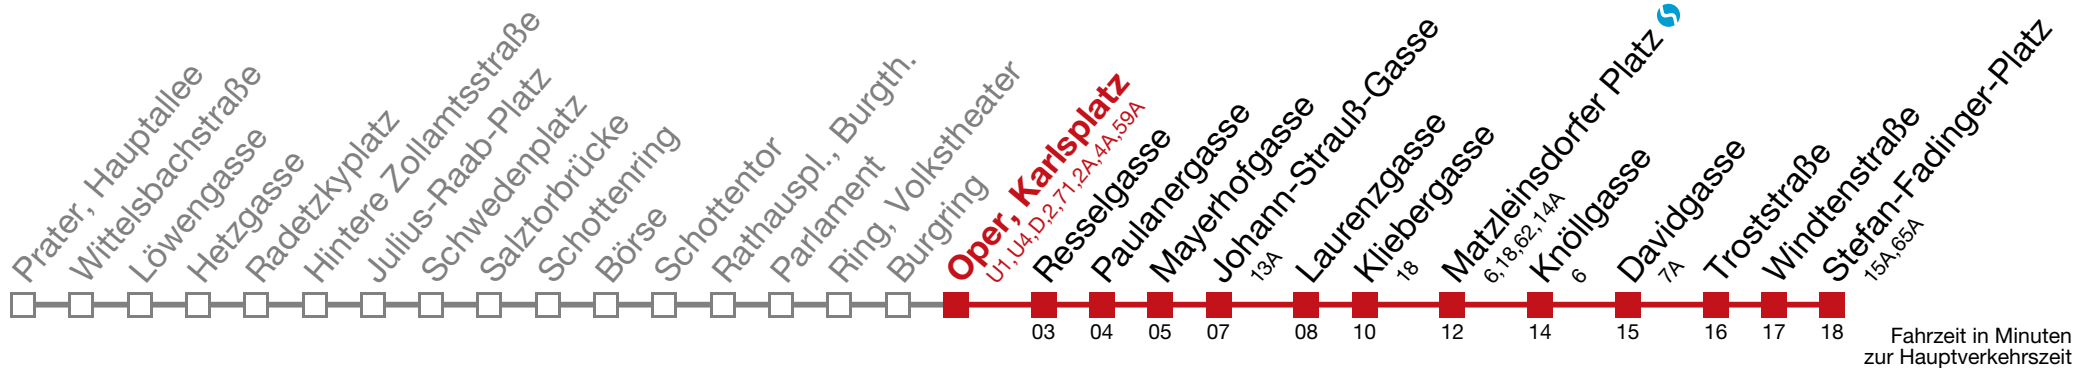 Prater, Hauptallee
Wittelsbachstraße
Löwengasse
Hetzgasse
Radetzkyplatz
Hintere Zollamtsstraße
Julius-Raab-Platz
Schwedenplatz
Salztorbrücke
Schottenring
Börse
Schottentor
Rathauspl., Burgth.
Parlament
Ring, Volkstheater
Burgring
Oper, Karlsplatz
U1,U4,D,2,71,2A,4A,59A
Resselgasse
Paulanergasse
Mayerhofgasse
Johann-Strauß-Gasse
13A
Laurenzgasse
Kliebergasse
18
Matzleinsdorfer Platz
6,18,62,14A
Knöllgasse
6
Davidgasse
7A
Troststraße
Windtenstraße
Stefan-Fadinger-Platz
15A,65A
03 04 05 07 08 10 12 14 15 16 17 18
Fahrzeit in Minuten
zur Hauptverkehrszeit